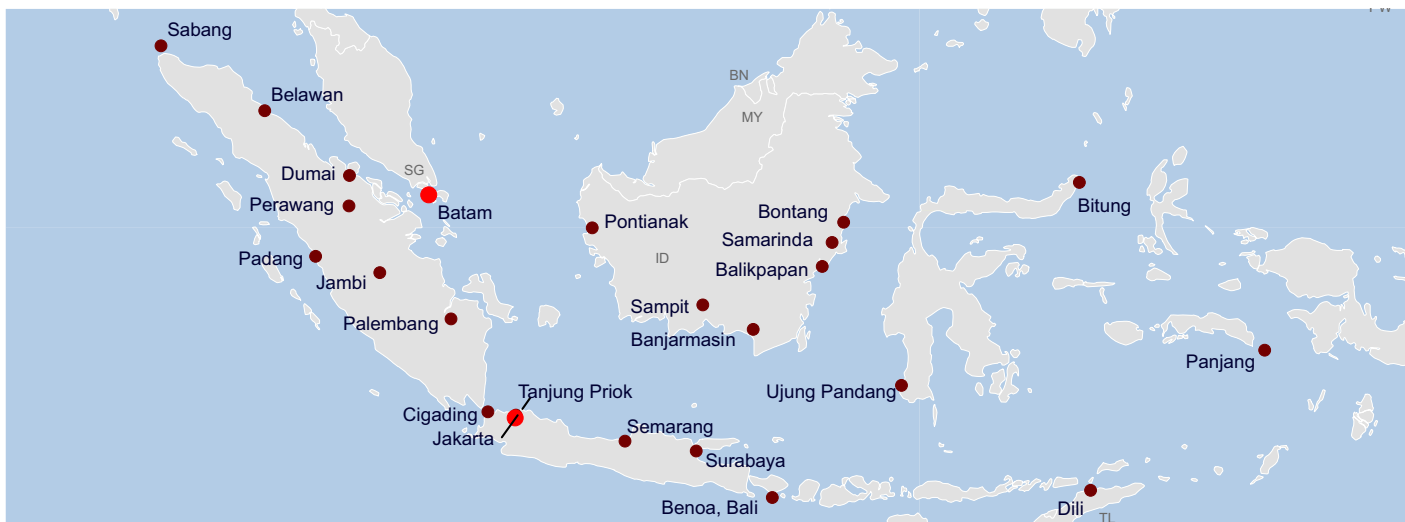 Sabang
BN
Belawan
MY
SG
Dumai
Perawang
Batam
Bitung
Pontianak
Bontang
Samarinda
Padang
ID
Balikpapan
Jambi
Sampit
Palembang
Banjarmasin
Panjang
Tanjung Priok
Ujung Pandang
Cigading
Jakarta
Semarang
Surabaya
Benoa, Bali
Dili
TL